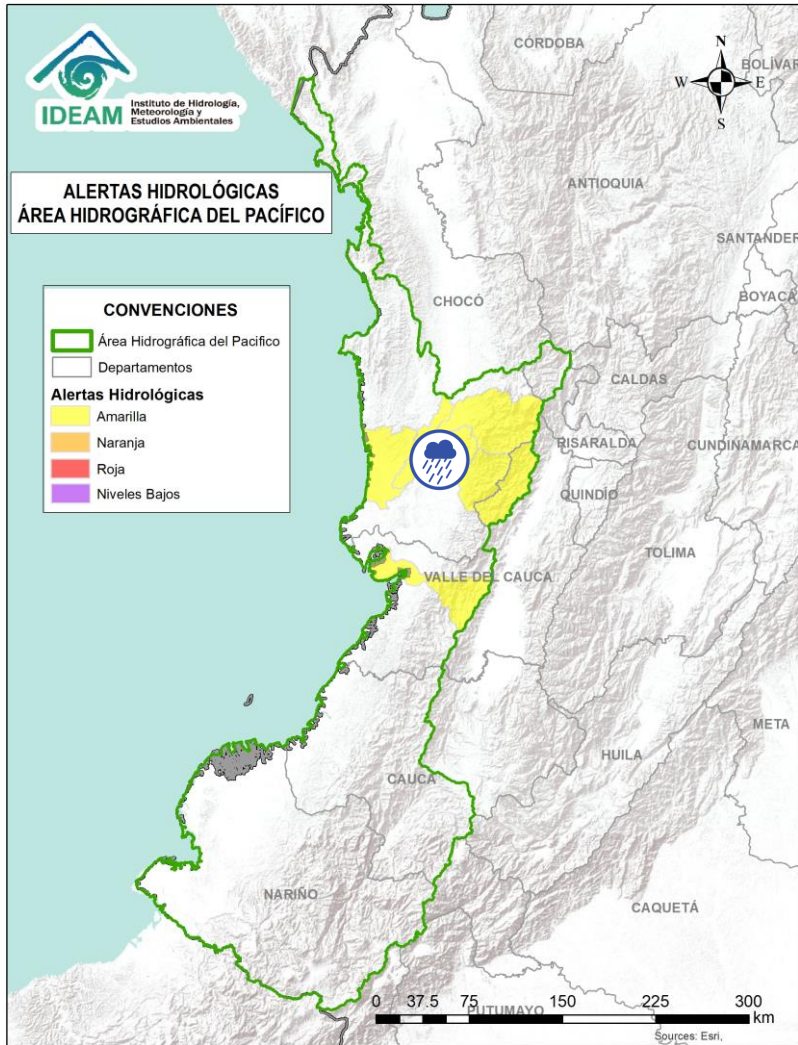 IDEAM
Instituto de Hidrología,
Meteorología y
Estudios Ambientales
ALERTAS HIDROLÓGICAS
ÁREA HIDROGRÁFICA DEL PACÍFICO
CONVENCIONES
Área Hidrográfica del Pacifico
Departamentos
Alertas Hidrológicas
Amarilla
Naranja
Roja
Niveles Bajos
N
W
E
S
CÓRDOBA
BOLÍVAR
ANTIOQUIA
SANTANDER
BOYACÁ
CHOCÓ
CALDAS
RISARALDA
CUNDINAMARCA
QUINDÍO
TOLIMA
VALLE DEL CAUCA
META
HUILA
CAUCA
NARIÑO
CAQUETÁ
PUTUMAYO
0 37.5 75 150 225 300
km
Sources: Esri,